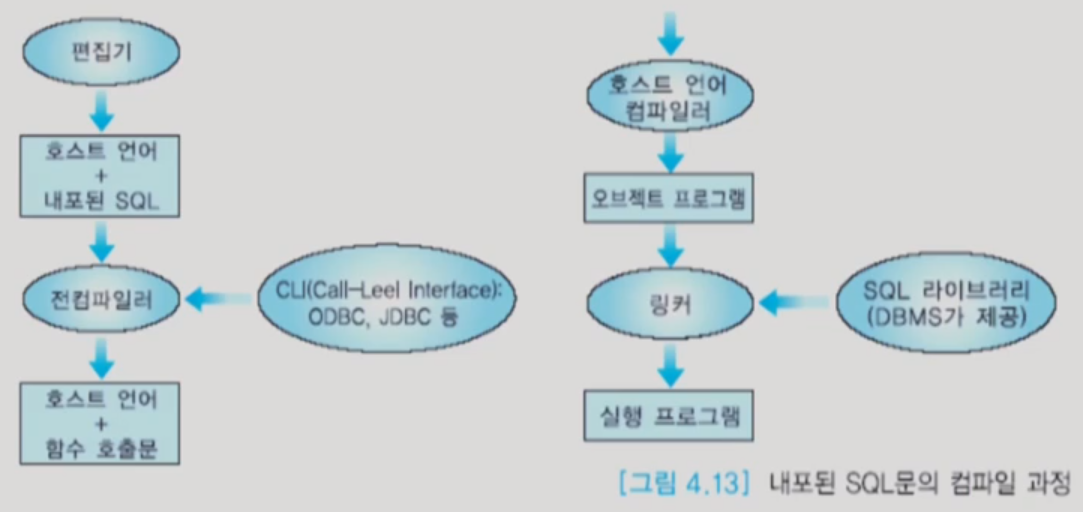 편집기
호스트 언어
+
내포된 SQL
전컴파일러
CLI(Call-Leel Interface):
ODBC, JDBC 등
호스트 언어
+
함수 호출문
호스트 언어
컴파일러
오브젝트 프로그램
링커
SQL 라이브러리
(DBMS가 제공)
실행 프로그램
[그림 4.13] 내포된 SQL문의 컴파일 과정